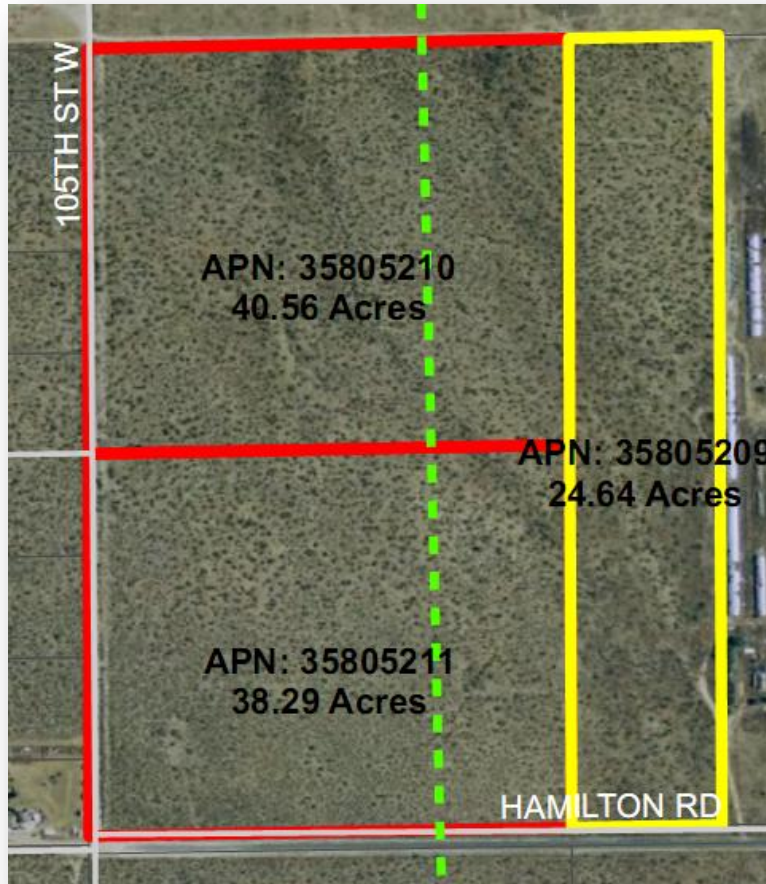 105TH ST W
APN: 35805210
40.56 Acres
APN: 35805209
24.64 Acres
APN: 35805211
38.29 Acres
HAMILTON RD